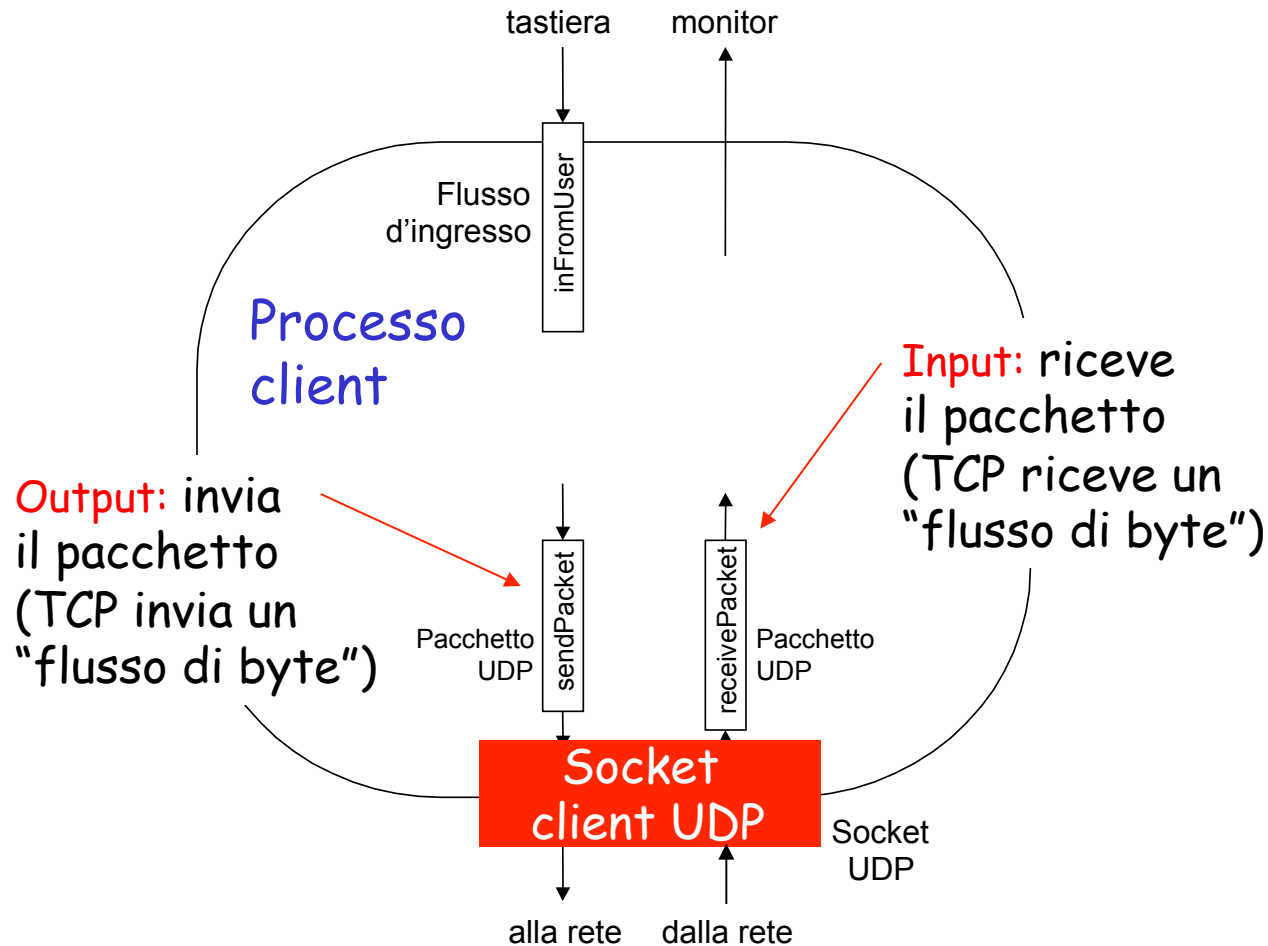 tastiera
monitor
Flusso
d'ingresso
inFromUser
Processo
client
Input: riceve
il pacchetto
(TCP riceve un
“flusso di byte”)
Output: invia
il pacchetto
(TCP invia un
“flusso di byte”)
Pacchetto
UDP
sendPacket
receivePacket
Pacchetto
UDP
Socket
client UDP
Socket
UDP
alla rete
dalla rete